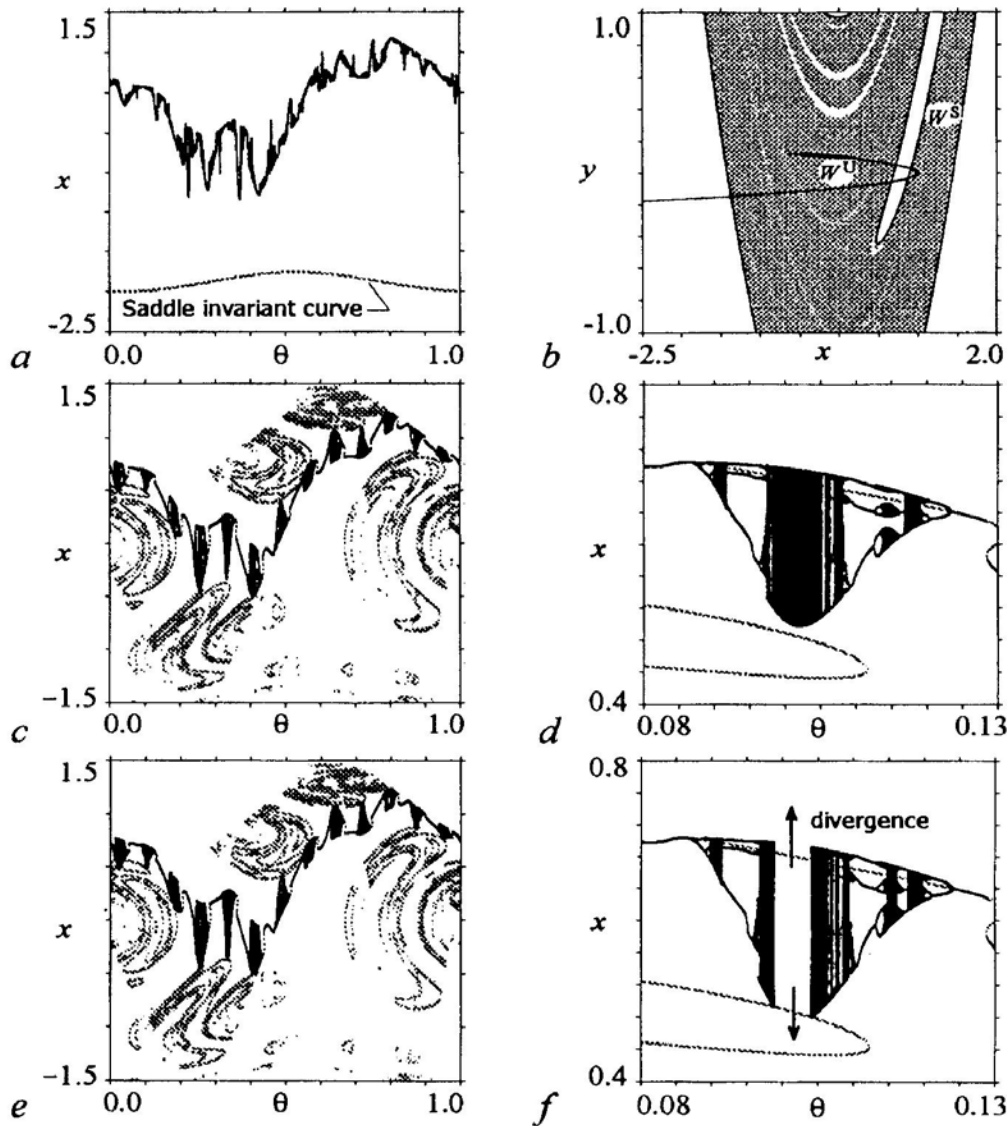 1.5
x
Saddle invariant curve
-2.5
a
0.0 θ 1.0
1.0
W^S
y
W^U
-1.0
-2.5 x 2.0
b
1.5
x
-1.5
c
0.0 θ 1.0
0.8
x
0.4
d
0.08 θ 0.13
1.5
x
-1.5
e
0.0 θ 1.0
0.8
divergence
x
0.4
f
0.08 θ 0.13